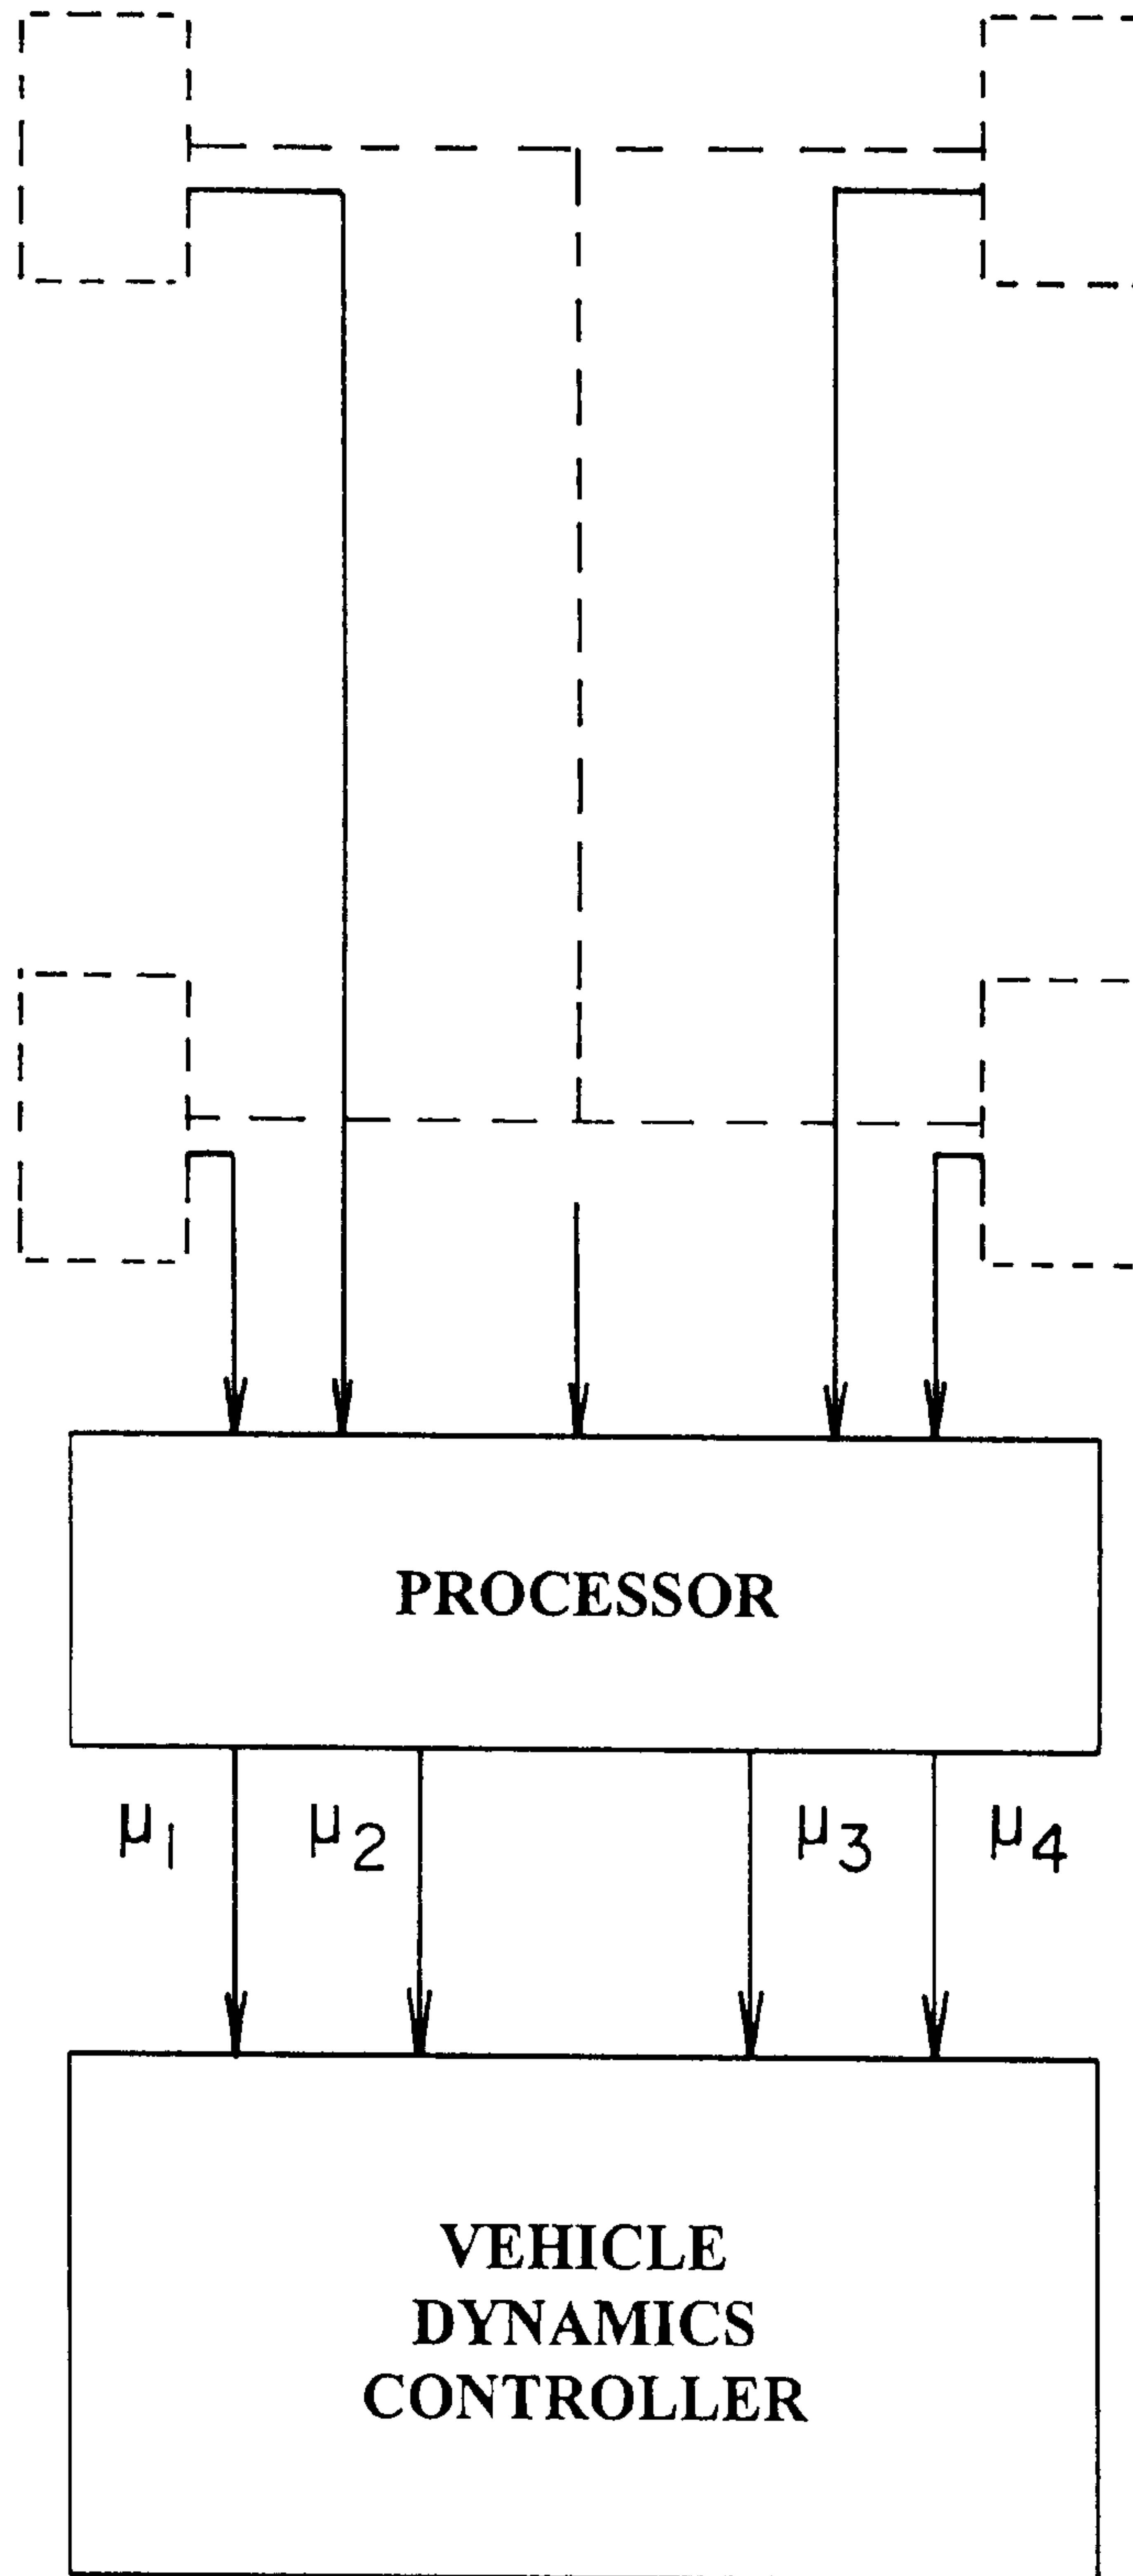 PROCESSOR
μ1 μ2 μ3 μ4
VEHICLE
DYNAMICS
CONTROLLER